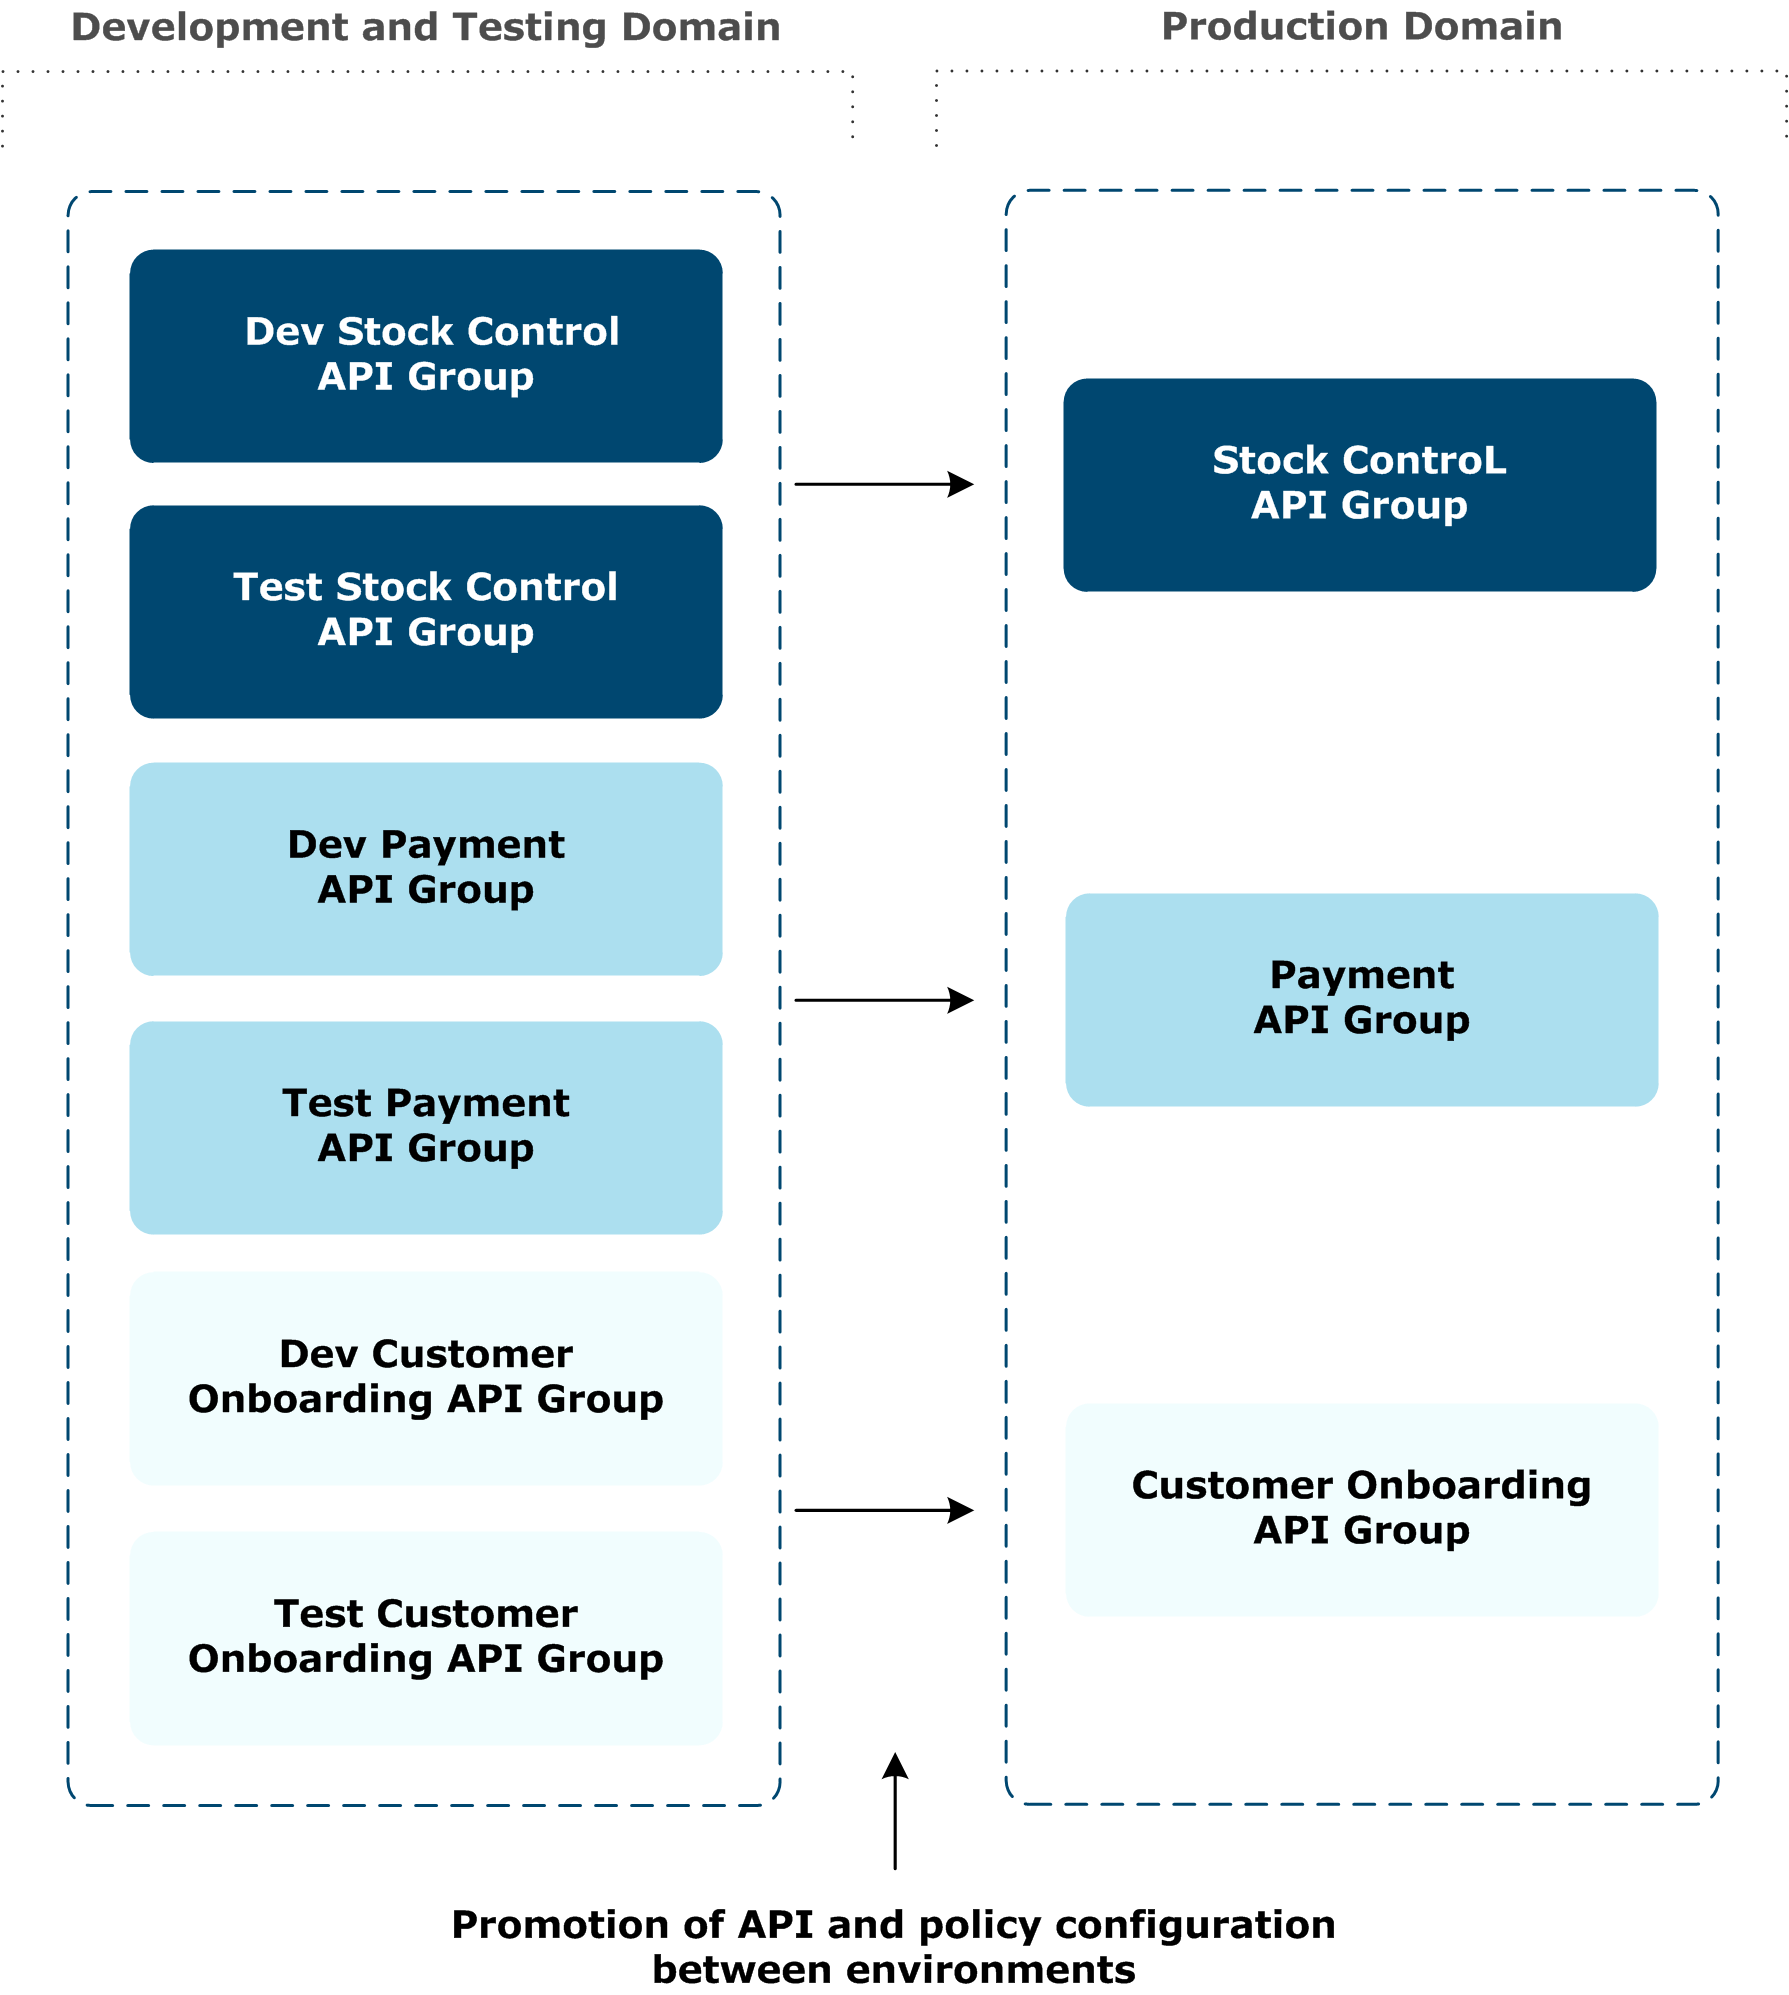 Development and Testing Domain
Production Domain
Dev Stock Control
API Group
Test Stock Control
API Group
Dev Payment
API Group
Test Payment
API Group
Dev Customer
Onboarding API Group
Test Customer
Onboarding API Group
Stock ControL
API Group
Payment
API Group
Customer Onboarding
API Group
Promotion of API and policy configuration
between environments